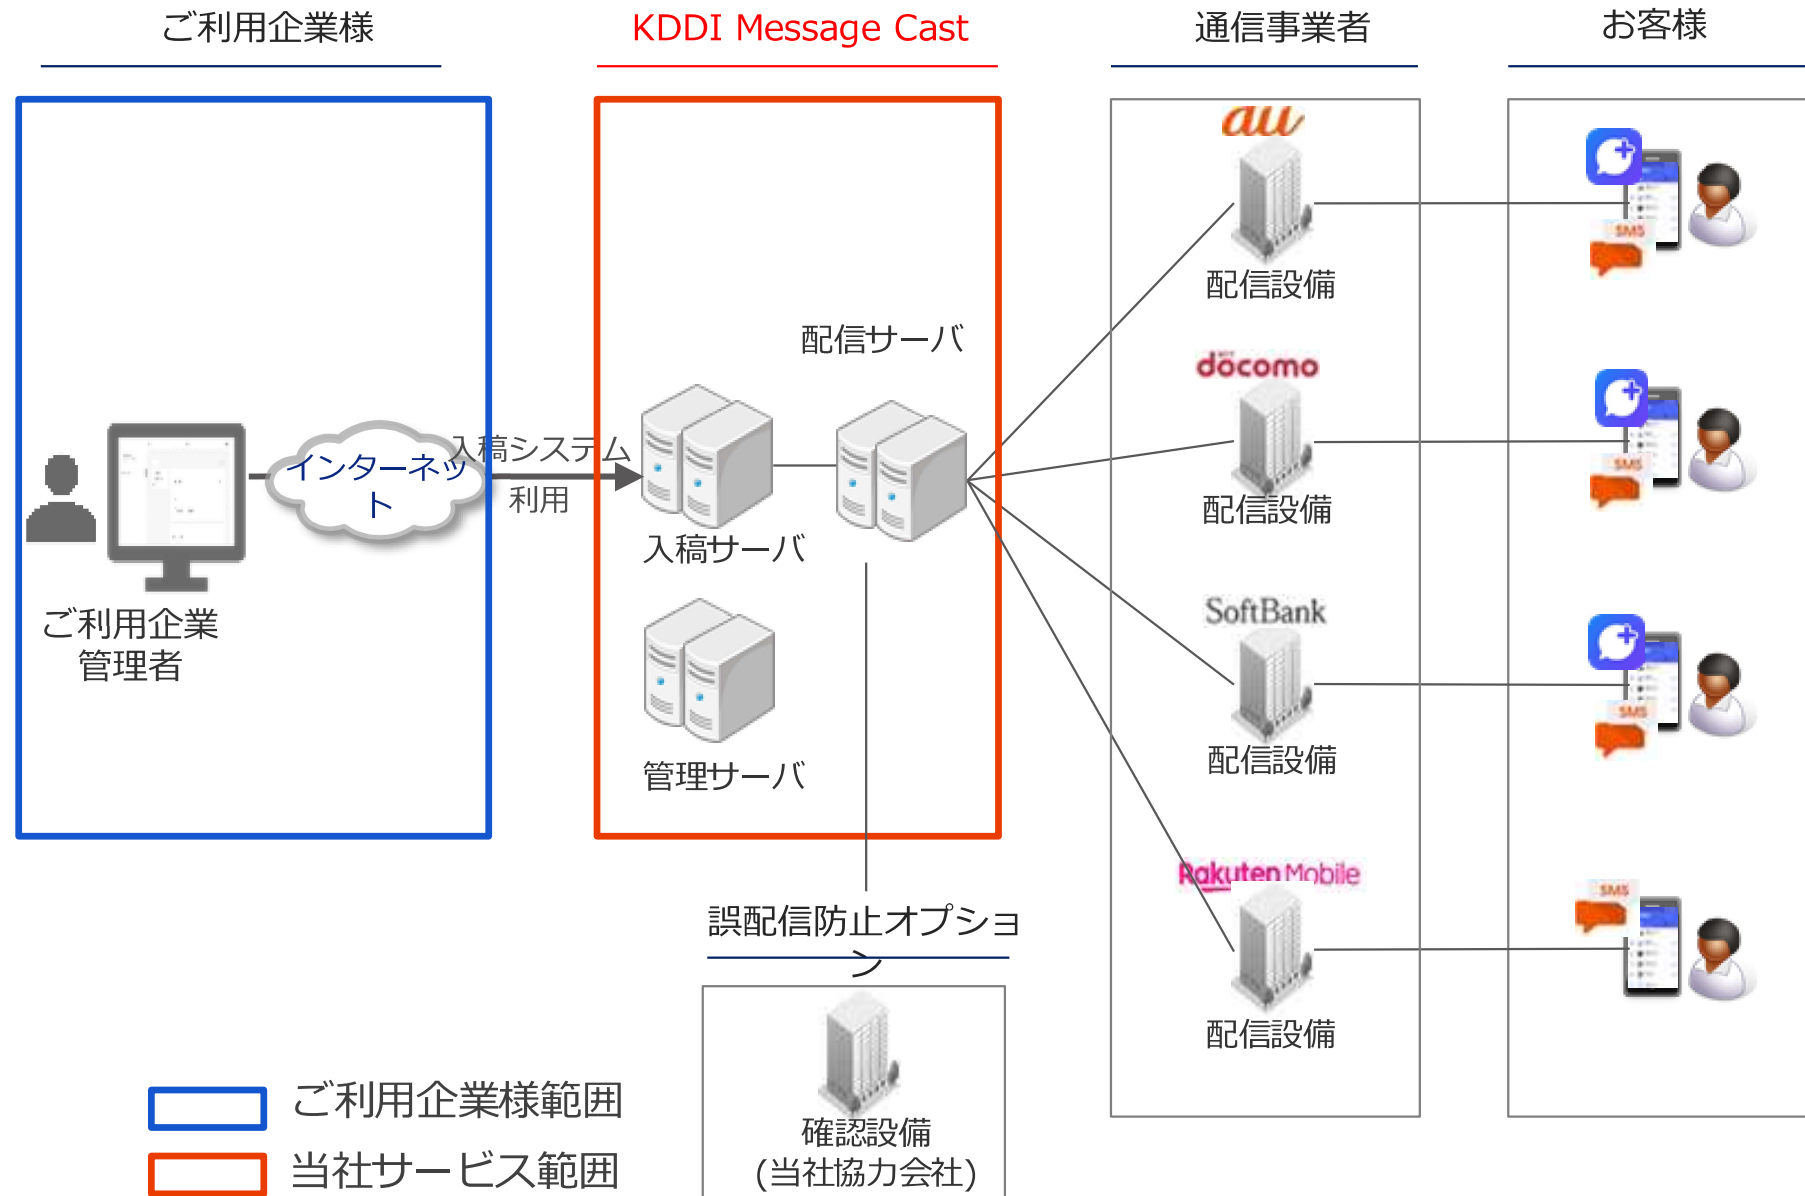 ご利用企業様
KDDI Message Cast
通信事業者
お客様
au
配信設備
SMS
配信サーバ
docomo
配信設備
SMS
インターネッ
ト
入稿システム
利用
入稿サーバ
ご利用企業
管理者
SoftBank
配信設備
SMS
管理サーバ
Rakuten Mobile
配信設備
SMS
誤配信防止オプショ
ン
確認設備
(当社協力会社)
ご利用企業様範囲
当社サービス範囲